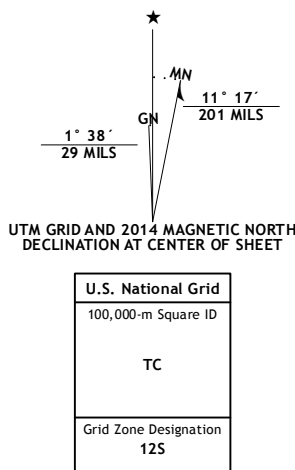 ★
MN
GN
11° 17´
201 MILS
1° 38´
29 MILS
UTM GRID AND 2014 MAGNETIC NORTH
DECLINATION AT CENTER OF SHEET
U.S. National Grid
100,000-m Square ID
TC
Grid Zone Designation
12S